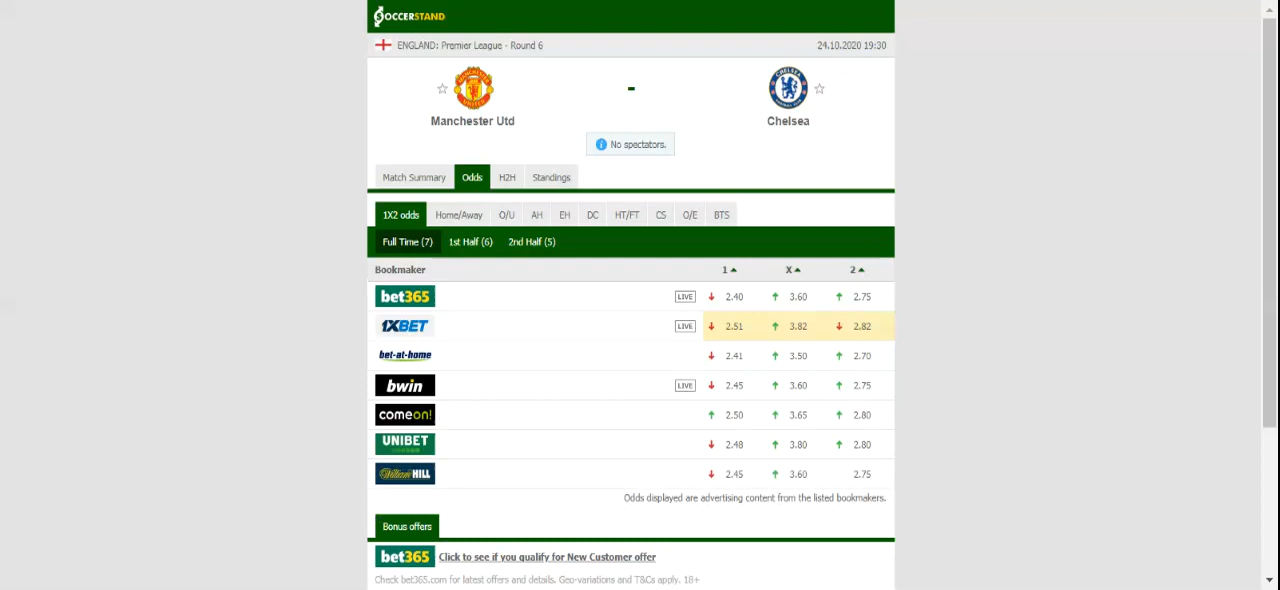 SOCCERSTAND
ENGLAND: Premier League - Round 6 24.10.2020 19:30
-
Manchester Utd Chelsea
No spectators.
Match Summary Odds H2H Standings
1X2 odds Home/Away O/U AH EH DC HT/FT CS O/E BTS
Full Time (7) 1st Half (6) 2nd Half (5)
Bookmaker 1 X 2
bet365 LIVE 2.40 3.60 2.75
1XBET LIVE 2.51 3.82 2.82
bet-at-home 2.41 3.50 2.70
bwin LIVE 2.45 3.60 2.75
comeon! 2.50 3.65 2.80
UNIBET 2.48 3.80 2.80
William HILL 2.45 3.60 2.75
Odds displayed are advertising content from the listed bookmakers.
Bonus offers
bet365 Click to see if you qualify for New Customer offer
Check bet365.com for latest offers and details. Geo-variations and T&Cs apply. 18+